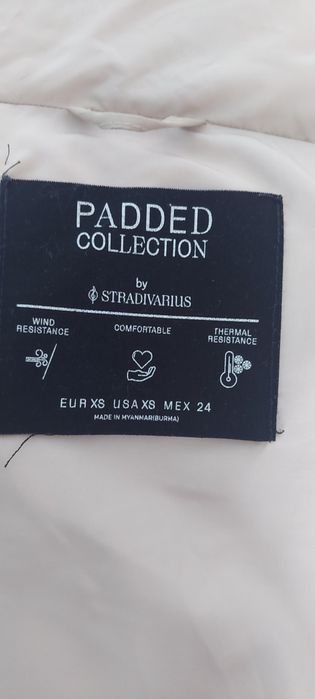 PADDED
COLLECTION
by
STRADIVARIUS
WIND
RESISTANCE
COMFORTABLE
THERMAL
RESISTANCE
EUR XS USA XS MEX 24
MADE IN MYANMAR(BURMA)